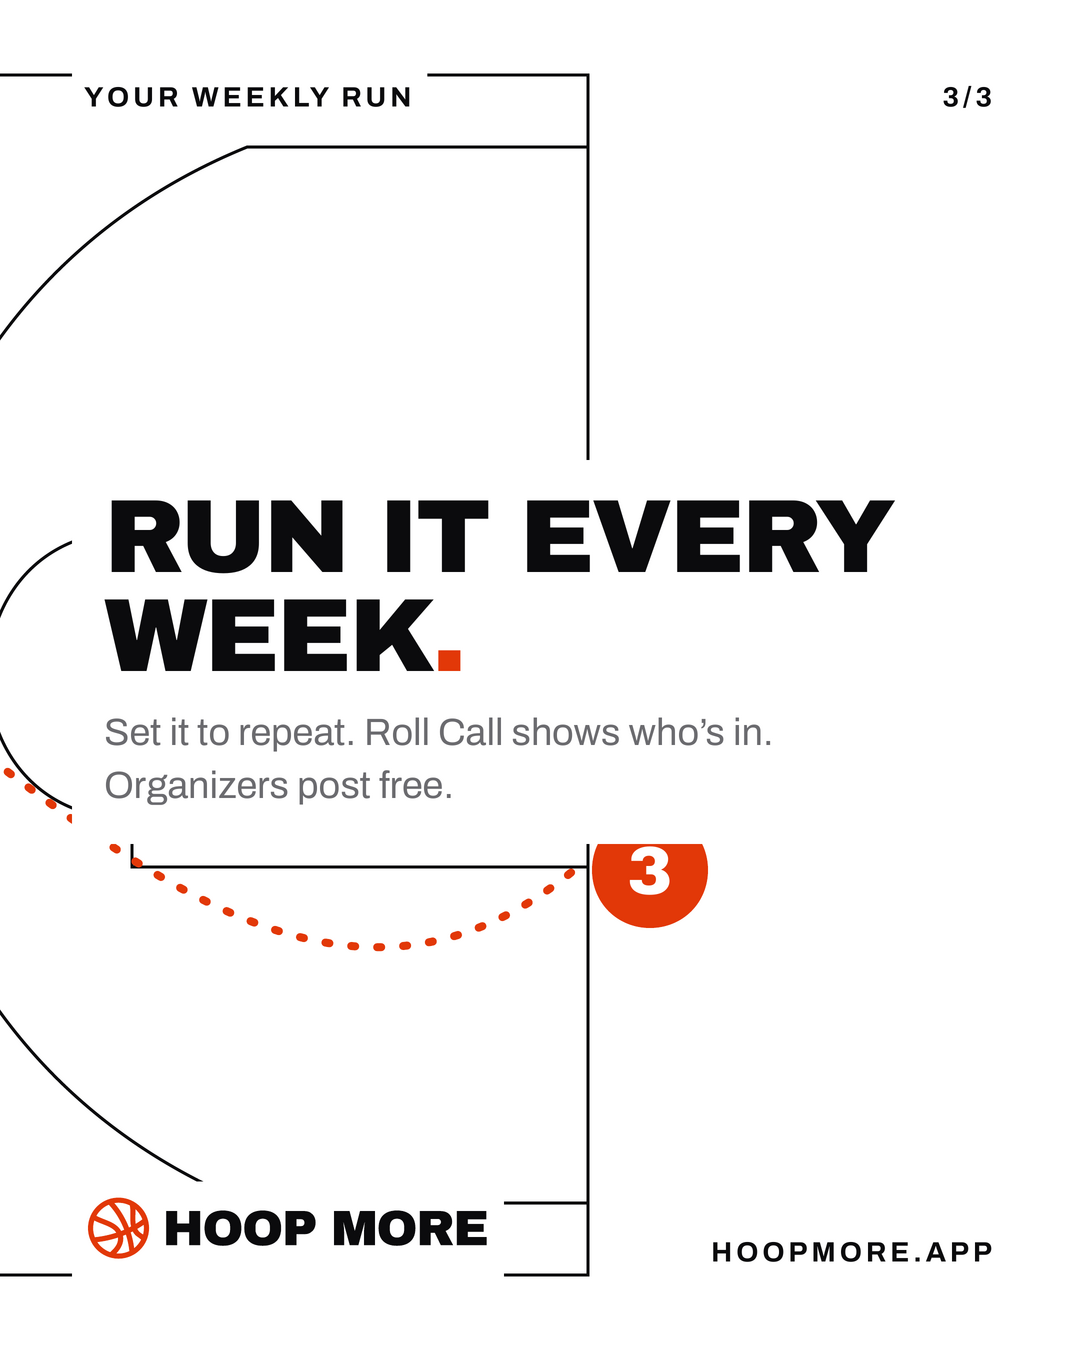 YOUR WEEKLY RUN
3/3
RUN IT EVERY
WEEK.
Set it to repeat. Roll Call shows who’s in.
Organizers post free.
3
HOOP MORE
HOOPMORE.APP